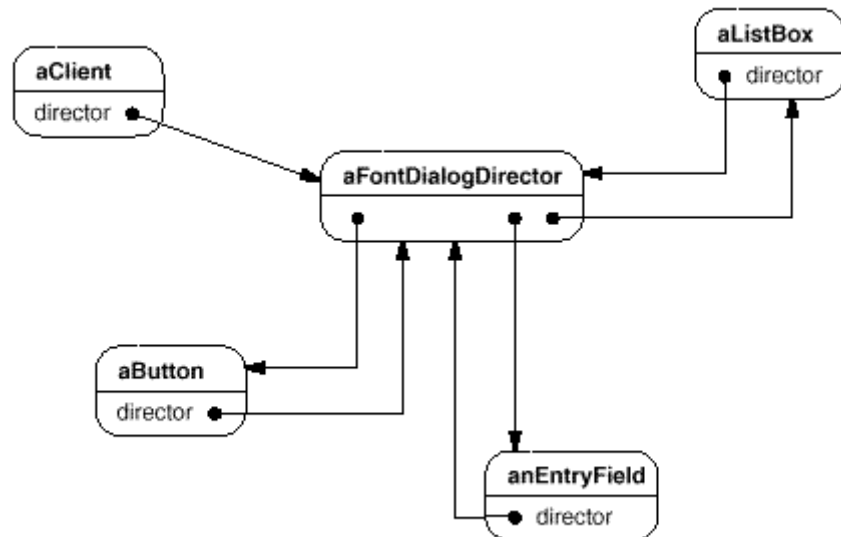 aListBox
director
aClient
director
aFontDialogDirector
aButton
director
anEntryField
director